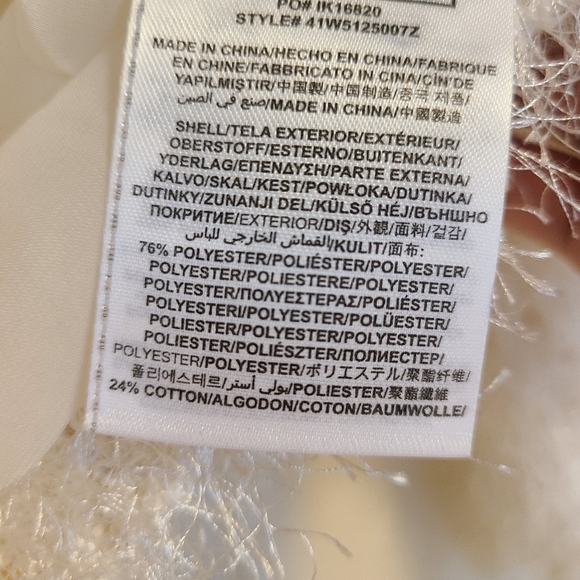 PO# IK16820
STYLE# 41W5125007Z
MADE IN CHINA/HECHO EN CHINA/FABRIQUE
EN CHINE/FABBRICATO IN CINA/ÇİN'DE
YAPILMIŞTIR/中国製/中国制造/중국 제품/
صنع في الصين/MADE IN CHINA/中國製造
SHELL/TELA EXTERIOR/EXTÉRIEUR/
OBERSTOFF/ESTERNO/BUITENKANT/
YDERLAG/ΕΠΕΝΔΥΣΗ/PARTE EXTERNA/
KALVO/SKAL/KEST/POWŁOKA/DUTINKA/
DUTINKY/ZUNANJI DEL/KÜLSŐ HÉJ/ВЪНШНО
ПОКРИТИЕ/EXTERIOR/DIŞ/外観/面料/겉감/
القماش الخارجي للباس/KULIT/面布:
76% POLYESTER/POLIÉSTER/POLYESTER/
POLYESTER/POLIESTERE/POLYESTER/
POLYESTER/ΠΟΛΥΕΣΤΕΡΑΣ/POLIÉSTER/
POLYESTERI/POLYESTER/POLÜESTER/
POLIESTER/POLYESTER/POLYESTER/
POLIESTER/POLIÉSZTER/ПОЛИЕСТЕР/
POLYESTER/POLYESTER/ポリエステル/聚酯纤维/
폴리에스테르/بولي أستر/POLIESTER/聚酯纖維
24% COTTON/ALGODON/COTON/BAUMWOLLE/